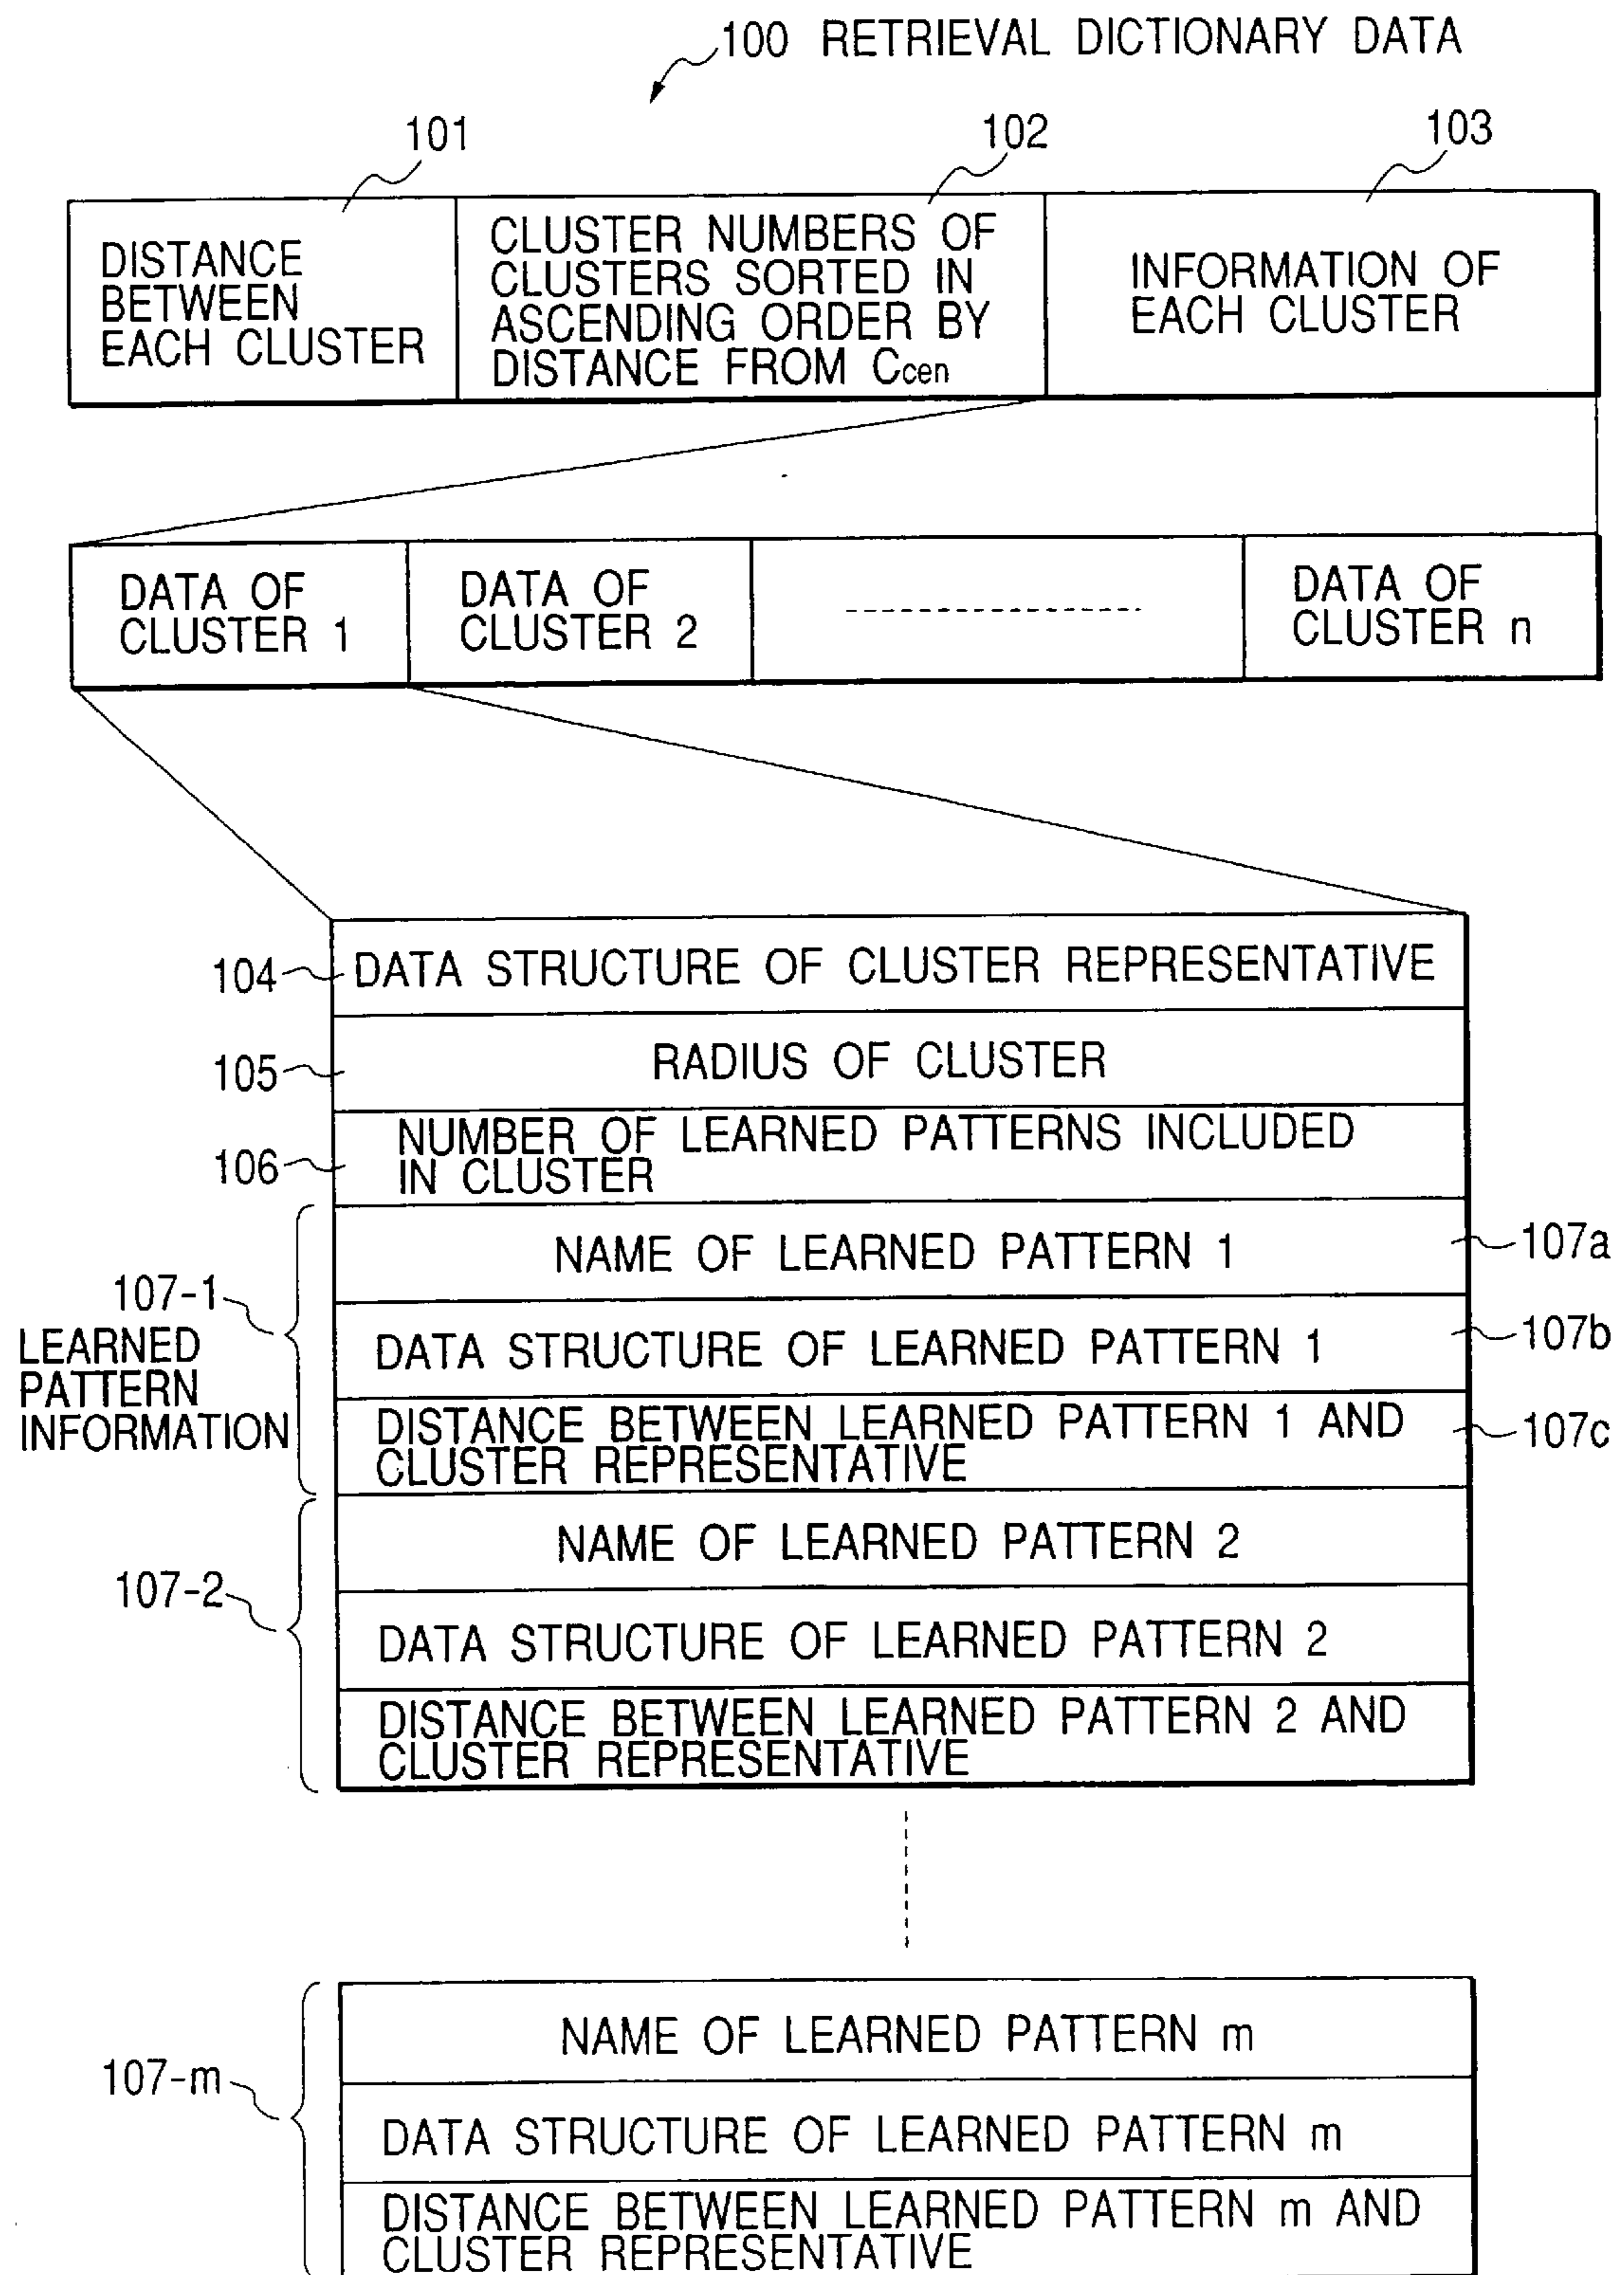 100 RETRIEVAL DICTIONARY DATA
101
102
103
DISTANCE
BETWEEN
EACH CLUSTER
CLUSTER NUMBERS OF
CLUSTERS SORTED IN
ASCENDING ORDER BY
DISTANCE FROM Ccen
INFORMATION OF
EACH CLUSTER
DATA OF
CLUSTER 1
DATA OF
CLUSTER 2
DATA OF
CLUSTER n
104
DATA STRUCTURE OF CLUSTER REPRESENTATIVE
105
RADIUS OF CLUSTER
106
NUMBER OF LEARNED PATTERNS INCLUDED
IN CLUSTER
107-1
LEARNED
PATTERN
INFORMATION
NAME OF LEARNED PATTERN 1
107a
DATA STRUCTURE OF LEARNED PATTERN 1
107b
DISTANCE BETWEEN LEARNED PATTERN 1 AND
CLUSTER REPRESENTATIVE
107c
107-2
NAME OF LEARNED PATTERN 2
DATA STRUCTURE OF LEARNED PATTERN 2
DISTANCE BETWEEN LEARNED PATTERN 2 AND
CLUSTER REPRESENTATIVE
107-m
NAME OF LEARNED PATTERN m
DATA STRUCTURE OF LEARNED PATTERN m
DISTANCE BETWEEN LEARNED PATTERN m AND
CLUSTER REPRESENTATIVE